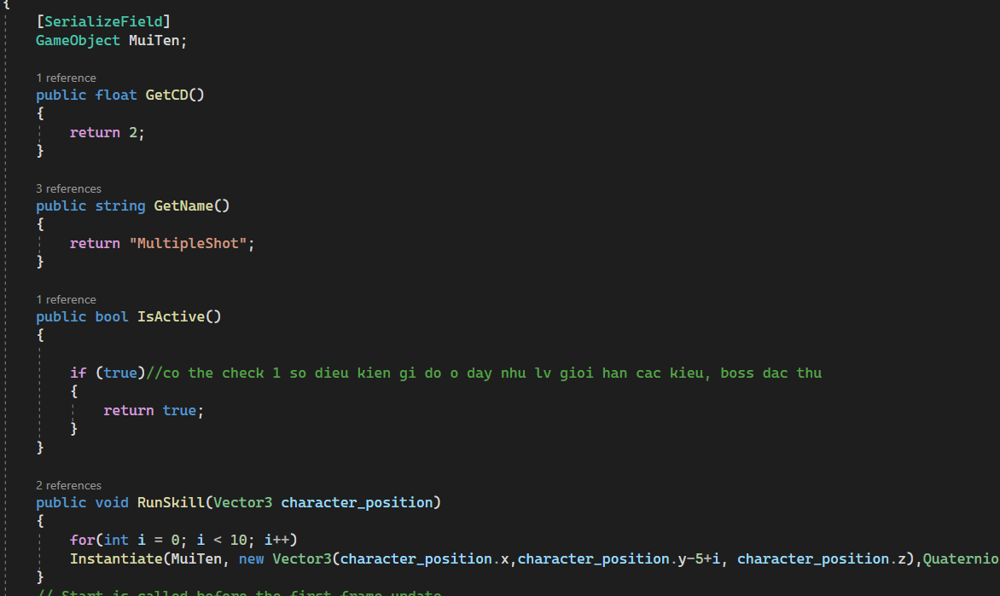 {
[SerializeField]
GameObject MuiTen;
1 reference
public float GetCD()
{
return 2;
}
3 references
public string GetName()
{
return "MultipleShot";
}
1 reference
public bool IsActive()
{
if (true)//co the check 1 so dieu kien gi do o day nhu lv gioi han cac kieu, boss dac thu
{
return true;
}
}
2 references
public void RunSkill(Vector3 character_position)
{
for(int i = 0; i < 10; i++)
Instantiate(MuiTen, new Vector3(character_position.x,character_position.y-5+i, character_position.z),Quaternio
}
// Start is called before the first frame update